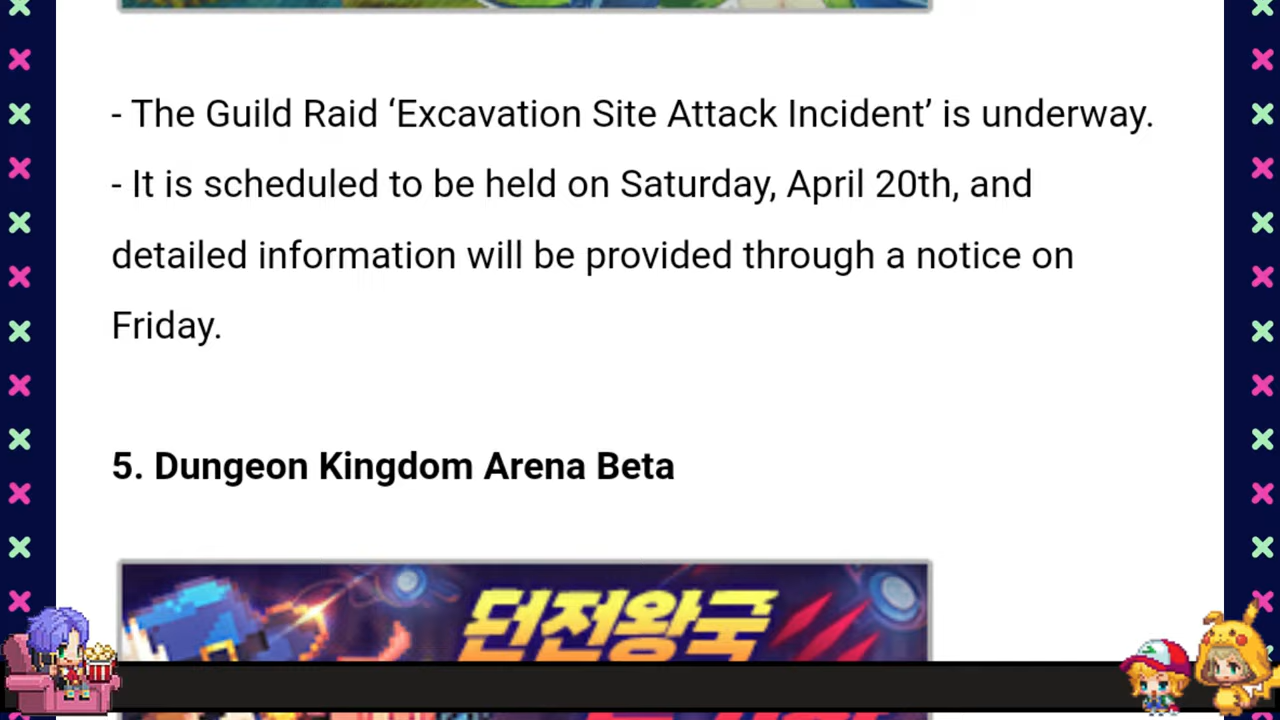 - The Guild Raid ‘Excavation Site Attack Incident’ is underway.
- It is scheduled to be held on Saturday, April 20th, and
detailed information will be provided through a notice on
Friday.
5. Dungeon Kingdom Arena Beta
던전왕국